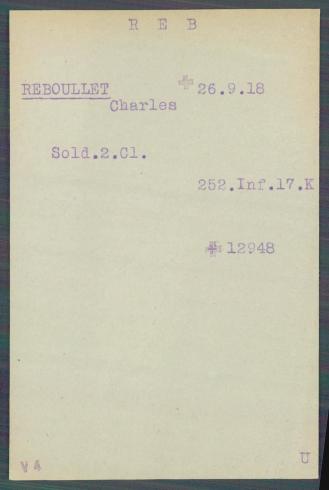 R E B
REBOULLET + 26.9.18
Charles
Sold.2.Cl.
252.Inf.17.K
+ 12948
V 4 U